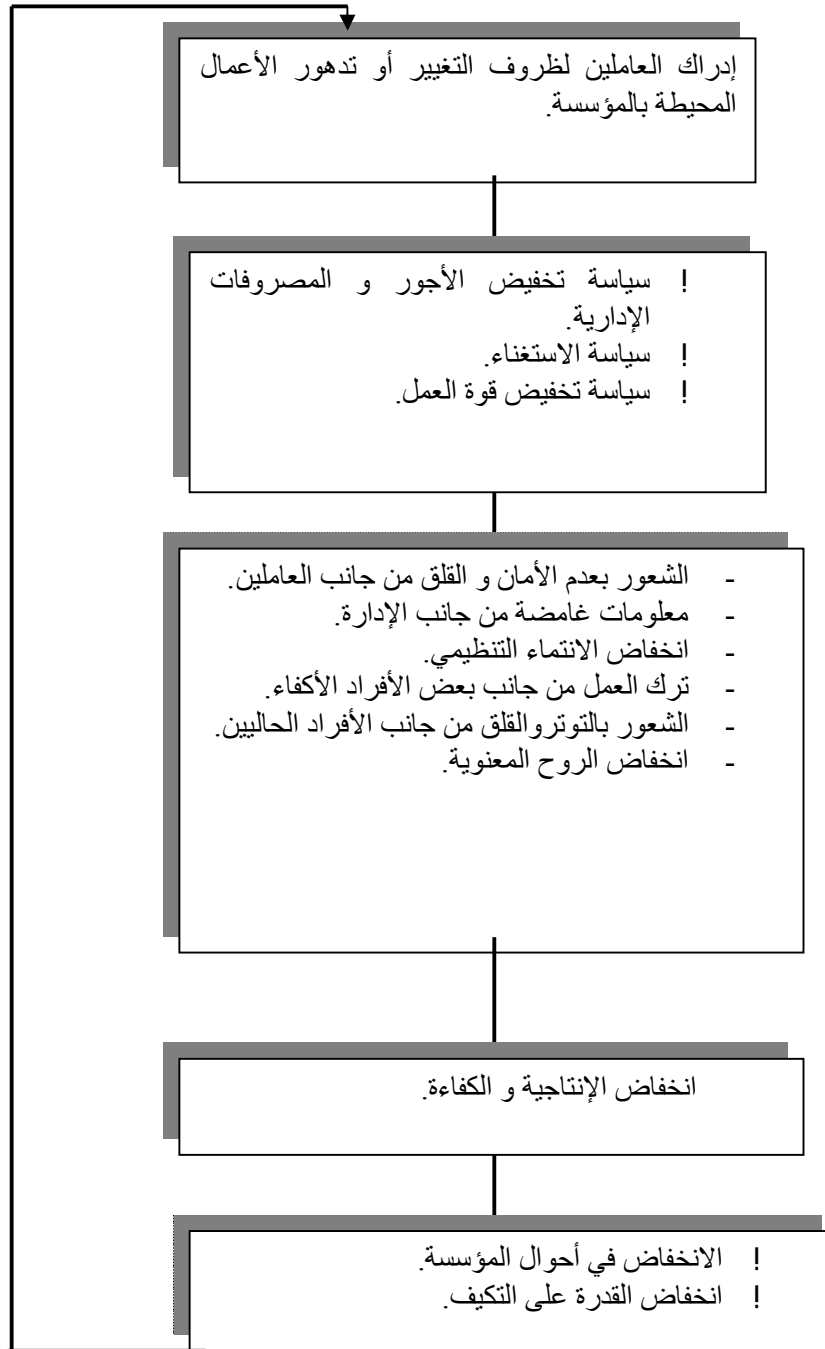 إدراك العاملين لظروف التغيير أو تدهور الأعمال
المحيطة بالمؤسسة.
! سياسة تخفيض الأجور و المصروفات
الإدارية.
! سياسة الاستغناء.
! سياسة تخفيض قوة العمل.
- الشعور بعدم الأمان و القلق من جانب العاملين.
- معلومات غامضة من جانب الإدارة.
- انخفاض الانتماء التنظيمي.
- ترك العمل من جانب بعض الأفراد الأكفاء.
- الشعور بالتوتروالقلق من جانب الأفراد الحاليين.
- انخفاض الروح المعنوية.
انخفاض الإنتاجية و الكفاءة.
! الانخفاض في أحوال المؤسسة.
! انخفاض القدرة على التكيف.